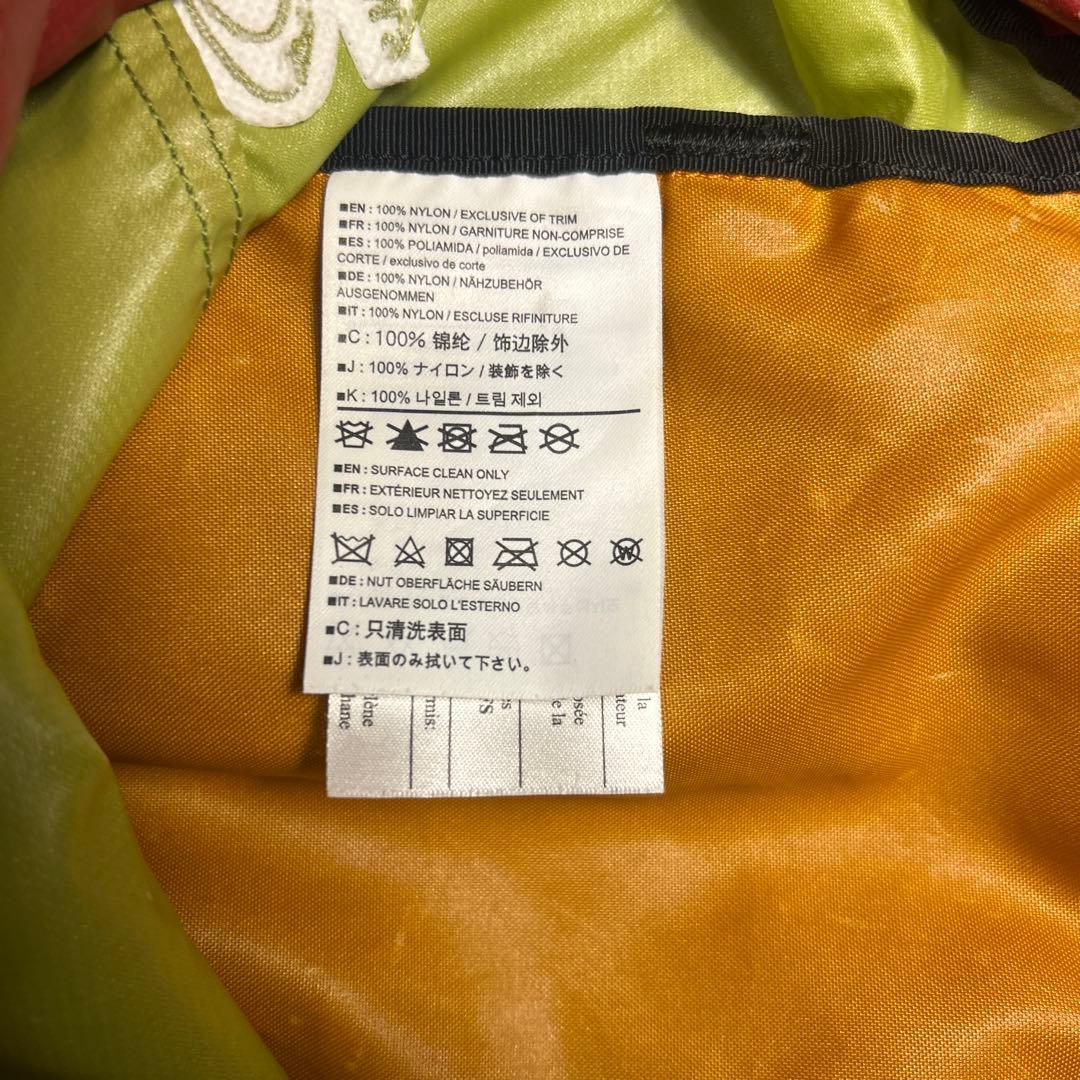 ■EN : 100% NYLON / EXCLUSIVE OF TRIM
■FR : 100% NYLON / GARNITURE NON-COMPRISE
■ES : 100% POLIAMIDA / poliamida / EXCLUSIVO DE
CORTE / exclusivo de corte
■DE : 100% NYLON / NÄHZUBEHÖR
AUSGENOMMEN
■IT : 100% NYLON / ESCLUSE RIFINITURE
■C : 100% 锦纶 / 饰边除外
■J : 100% ナイロン / 装飾を除く
■K : 100% 나일론 / 트림 제외
■EN : SURFACE CLEAN ONLY
■FR : EXTÉRIEUR NETTOYEZ SEULEMENT
■ES : SOLO LIMPIAR LA SUPERFICIE
W
■DE : NUT OBERFLÄCHE SÄUBERN
■IT : LAVARE SOLO L'ESTERNO
■C : 只清洗表面
■J : 表面のみ拭いて下さい。
la
de la